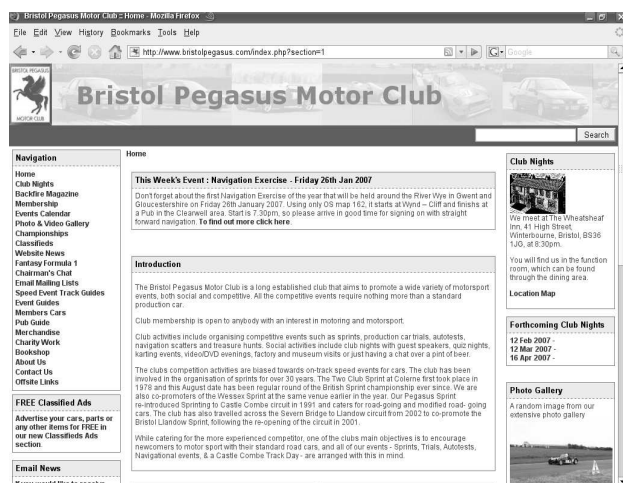 Bristol Pegasus Motor Club :: Home - Mozilla Firefox
File Edit View History Bookmarks Tools Help
http://www.bristolpegasus.com/index.php?section=1
Google
BRISTOL PEGASUS
MOTOR CLUB
Bristol Pegasus Motor Club
Search
Navigation
Home
Club Nights
Backfire Magazine
Membership
Events Calendar
Photo & Video Gallery
Championships
Classifieds
Website News
Fantasy Formula 1
Chairman's Chat
Email Mailing Lists
Speed Event Track Guides
Event Guides
Members Cars
Pub Guide
Merchandise
Charity Work
Bookshop
About Us
Contact Us
Offsite Links
FREE Classified Ads
Advertise your cars, parts or
any other items for FREE in
our new Classifieds Ads
section.
Email News
If you would like to receive
Home
This Week's Event : Navigation Exercise - Friday 26th Jan 2007
Don't forget about the first Navigation Exercise of the year that will be held around the River Wye in Gwent and
Gloucestershire on Friday 26th January 2007. Using only OS map 162, it starts at Wynd – Cliff and finishs at
a Pub in the Clearwell area. Start is 7.30pm, so please arrive in good time for signing on with straight
forward navigation. To find out more click here.
Introduction
The Bristol Pegasus Motor Club is a long established club that aims to promote a wide variety of motorsport
events, both social and competitive. All the competitive events require nothing more than a standard
production car.
Club membership is open to anybody with an interest in motoring and motorsport.
Club activities include organising competitive events such as sprints, production car trials, autotests,
navigation scatters and treasure hunts. Social activities include club nights with guest speakers, quiz nights,
karting events, video/DVD evenings, factory and museum visits or just having a chat over a pint of beer.
The clubs competition activities are biased towards on-track speed events for cars. The club has been
involved in the organisation of sprints for over 30 years. The Two Club Sprint at Colerne first took place in
1978 and this August date has been regular round of the British Sprint championship ever since. We are
also co-promoters of the Wessex Sprint at the same venue earlier in the year. Our Pegasus Sprint
re-introduced Sprinting to Castle Combe circuit in 1991 and caters for road-going and modified road- going
cars. The club has also travelled across the Severn Bridge to Llandow circuit from 2002 to co-promote the
Bristol Llandow Sprint, following the re-opening of the circuit in 2001.
While catering for the more experienced competitor, one of the clubs main objectives is to encourage
newcomers to motor sport with their standard road cars, and all of our events - Sprints, Trials, Autotests,
Navigational events, & a Castle Combe Track Day - are arranged with this in mind.
Club Nights
We meet at The Wheatsheaf
Inn, 41 High Street,
Winterbourne, Bristol, BS36
1JG, at 8:30pm.
You will find us in the function
room, which can be found
through the dining area.
Location Map
Forthcoming Club Nights
12 Feb 2007 -
12 Mar 2007 -
16 Apr 2007 -
Photo Gallery
A random image from our
extensive photo gallery